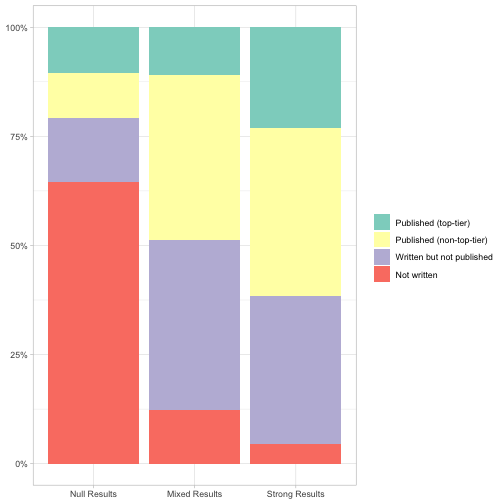 100%
75%
50%
25%
0%
Null Results
Mixed Results
Strong Results
Published (top-tier)
Published (non-top-tier)
Written but not published
Not written